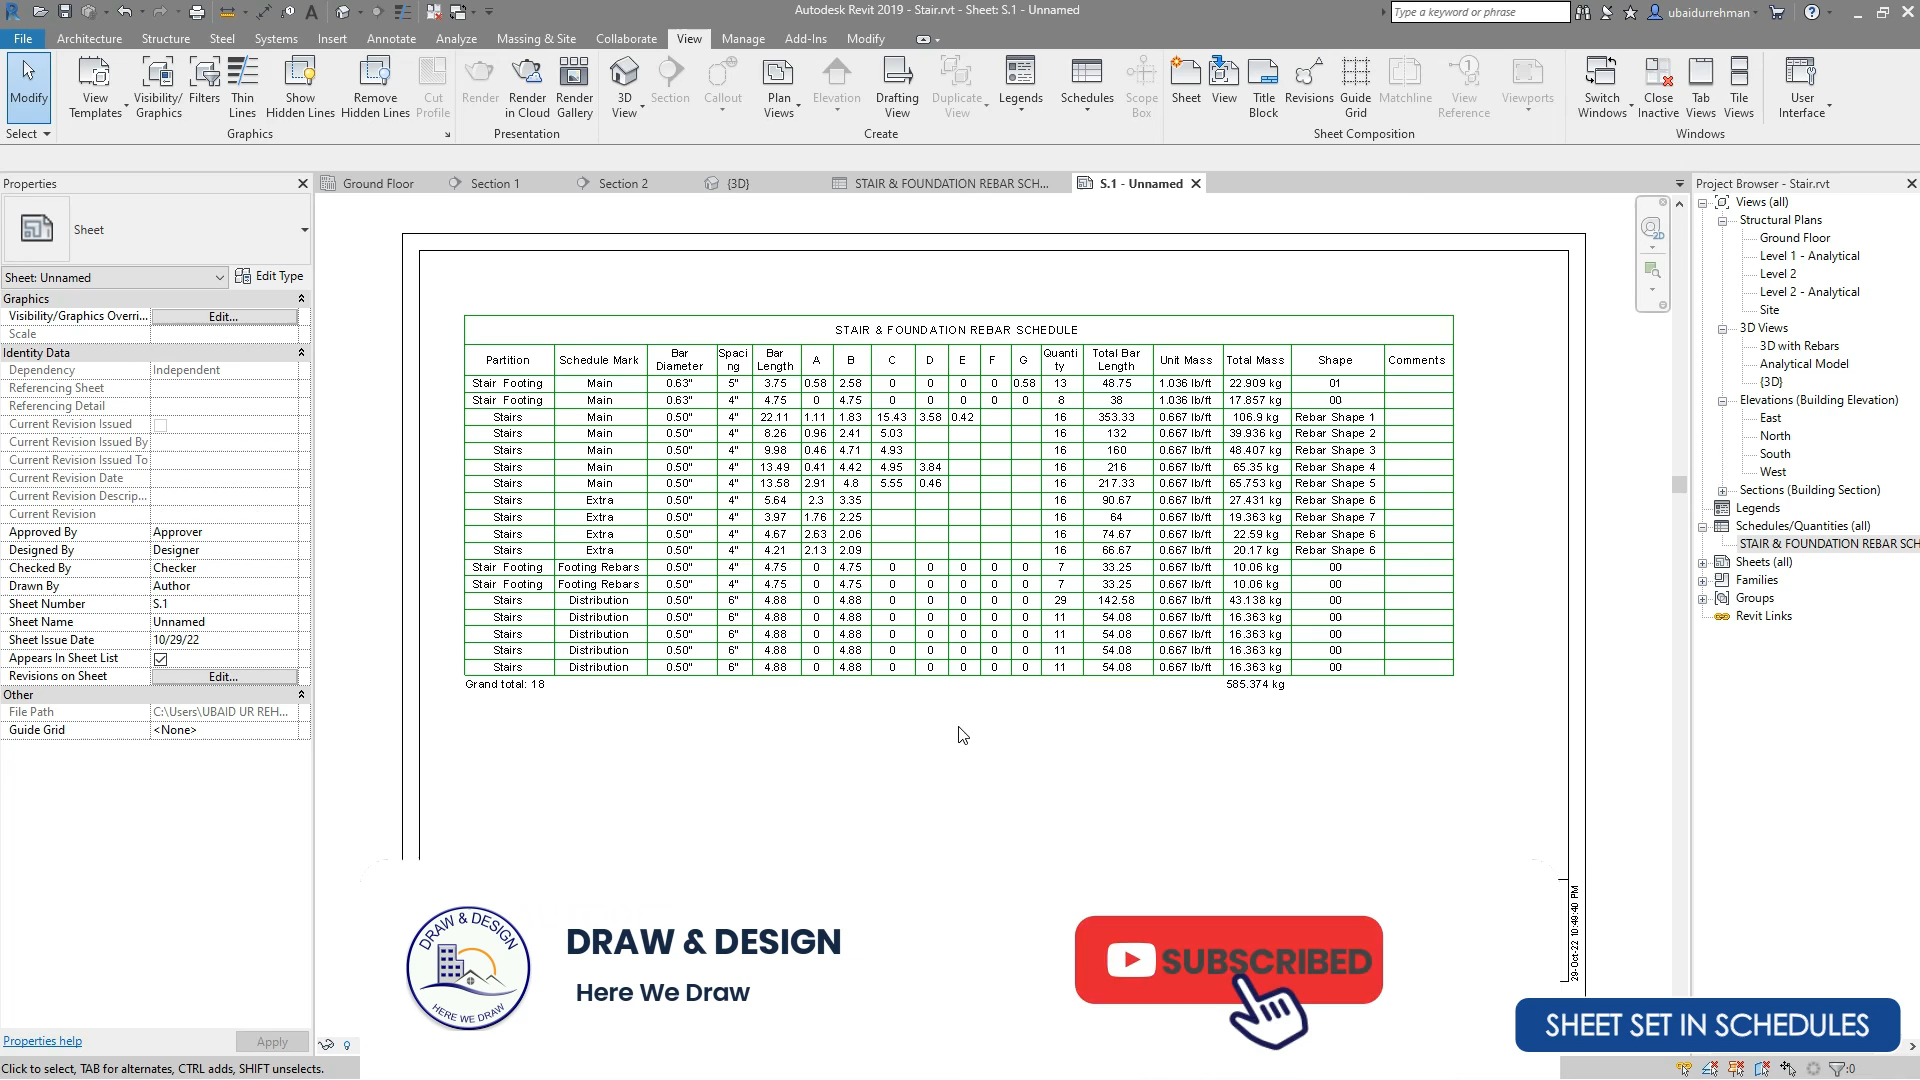 Autodesk Revit 2019 - Stair.rvt - Sheet: S.1 - Unnamed
Type a keyword or phrase
ubaidurrehman
File Architecture Structure Steel Systems Insert Annotate Analyze Massing & Site Collaborate View Manage Add-Ins Modify
Modify
View Templates
Visibility/ Graphics
Filters
Thin Lines
Show Hidden Lines
Remove Hidden Lines
Cut Profile
Render
Render in Cloud
Render Gallery
3D View
Section
Callout
Plan Views
Elevation
Drafting View
Duplicate View
Legends
Schedules
Scope Box
Sheet
View
Title Block
Revisions
Guide Grid
Matchline
View Reference
Viewports
Switch Windows
Close Inactive
Tab Views
Tile Views
User Interface
Select Graphics Presentation Create Sheet Composition Windows
Properties
Ground Floor Section 1 Section 2 {3D} STAIR & FOUNDATION REBAR SCH... S.1 - Unnamed
Sheet
Sheet: Unnamed Edit Type
Graphics
Visibility/Graphics Overri... Edit...
Scale
Identity Data
Dependency Independent
Referencing Sheet
Referencing Detail
Current Revision Issued
Current Revision Issued By
Current Revision Issued To
Current Revision Date
Current Revision Descrip...
Current Revision
Approved By Approver
Designed By Designer
Checked By Checker
Drawn By Author
Sheet Number S.1
Sheet Name Unnamed
Sheet Issue Date 10/29/22
Appears In Sheet List
Revisions on Sheet Edit...
Other
File Path C:\Users\UBAID UR REH...
Guide Grid <None>
Properties help Apply
Click to select, TAB for alternates, CTRL adds, SHIFT unselects.
STAIR & FOUNDATION REBAR SCHEDULE
Partition Schedule Mark Bar Diameter Spaci ng Bar Length A B C D E F G Quanti ty Total Bar Length Unit Mass Total Mass Shape Comments
Stair Footing Main 0.63" 5" 3.75 0.58 2.58 0 0 0 0 0.58 13 48.75 1.036 lb/ft 22.909 kg 01
Stair Footing Main 0.63" 4" 4.75 0 4.75 0 0 0 0 0 8 38 1.036 lb/ft 17.857 kg 00
Stairs Main 0.50" 4" 22.11 1.11 1.83 15.43 3.58 0.42 16 353.33 0.667 lb/ft 106.9 kg Rebar Shape 1
Stairs Main 0.50" 4" 8.26 0.96 2.41 5.03 16 132 0.667 lb/ft 39.936 kg Rebar Shape 2
Stairs Main 0.50" 4" 9.98 0.46 4.71 4.93 16 160 0.667 lb/ft 48.407 kg Rebar Shape 3
Stairs Main 0.50" 4" 13.49 0.41 4.42 4.95 3.84 16 216 0.667 lb/ft 65.35 kg Rebar Shape 4
Stairs Main 0.50" 4" 13.58 2.91 4.8 5.55 0.46 16 217.33 0.667 lb/ft 65.753 kg Rebar Shape 5
Stairs Extra 0.50" 4" 5.64 2.3 3.35 16 90.67 0.667 lb/ft 27.431 kg Rebar Shape 6
Stairs Extra 0.50" 4" 3.97 1.76 2.25 16 64 0.667 lb/ft 19.363 kg Rebar Shape 7
Stairs Extra 0.50" 4" 4.67 2.63 2.06 16 74.67 0.667 lb/ft 22.59 kg Rebar Shape 6
Stairs Extra 0.50" 4" 4.21 2.13 2.09 16 66.67 0.667 lb/ft 20.17 kg Rebar Shape 6
Stair Footing Footing Rebars 0.50" 4" 4.75 0 4.75 0 0 0 0 0 7 33.25 0.667 lb/ft 10.06 kg 00
Stair Footing Footing Rebars 0.50" 4" 4.75 0 4.75 0 0 0 0 0 7 33.25 0.667 lb/ft 10.06 kg 00
Stairs Distribution 0.50" 6" 4.88 0 4.88 0 0 0 0 0 29 142.58 0.667 lb/ft 43.138 kg 00
Stairs Distribution 0.50" 6" 4.88 0 4.88 0 0 0 0 0 11 54.08 0.667 lb/ft 16.363 kg 00
Stairs Distribution 0.50" 6" 4.88 0 4.88 0 0 0 0 0 11 54.08 0.667 lb/ft 16.363 kg 00
Stairs Distribution 0.50" 6" 4.88 0 4.88 0 0 0 0 0 11 54.08 0.667 lb/ft 16.363 kg 00
Stairs Distribution 0.50" 6" 4.88 0 4.88 0 0 0 0 0 11 54.08 0.667 lb/ft 16.363 kg 00
Grand total: 18 585.374 kg
29-Oct-22 10:49:40 PM
2D
Project Browser - Stair.rvt
Views (all)
Structural Plans
Ground Floor
Level 1 - Analytical
Level 2
Level 2 - Analytical
Site
3D Views
3D with Rebars
Analytical Model
{3D}
Elevations (Building Elevation)
East
North
South
West
Sections (Building Section)
Legends
Schedules/Quantities (all)
STAIR & FOUNDATION REBAR SCH
Sheets (all)
Families
Groups
Revit Links
DRAW & DESIGN
HERE WE DRAW
DRAW & DESIGN
Here We Draw
SUBSCRIBED
SHEET SET IN SCHEDULES
:0